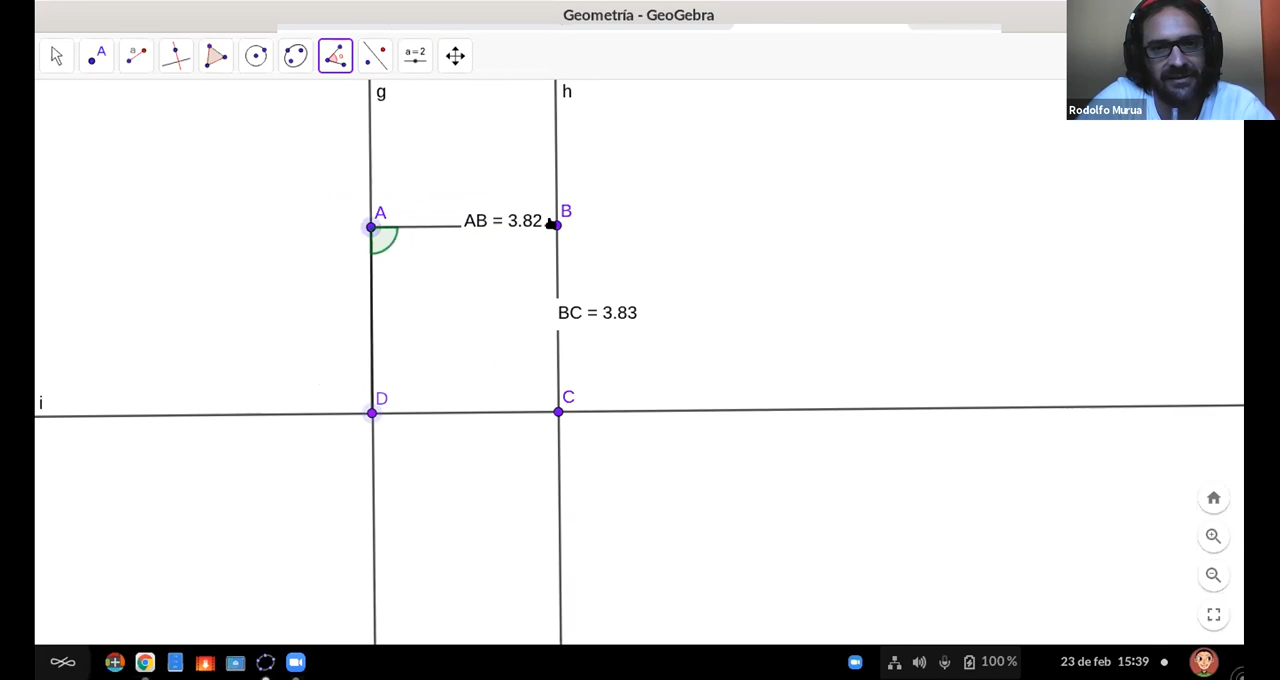 Geometría - GeoGebra
A
a
a=2
Rodolfo Murua
g
h
A
AB = 3.82
B
BC = 3.83
i
D
C
100 %
23 de feb 15:39